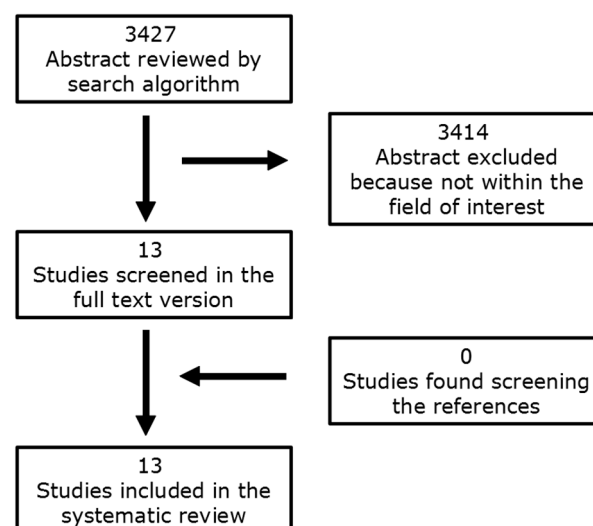 3427
Abstract reviewed by
search algorithm
3414
Abstract excluded
because not within the
field of interest
13
Studies screened in the
full text version
0
Studies found screening
the references
13
Studies included in the
systematic review